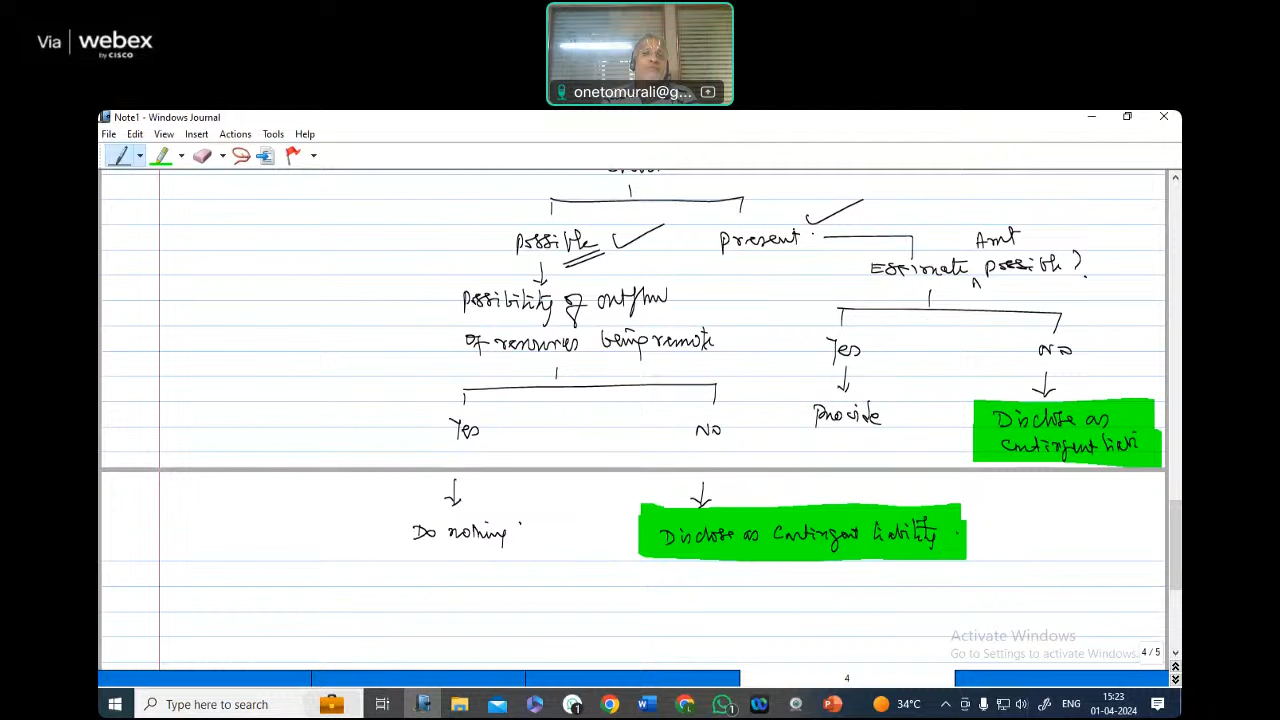 Via webex
by CISCO
onetomurali@g...
Note1 - Windows Journal
File Edit View Insert Actions Tools Help
Possible Present
Amt
Estimate ^ possible?
Possibility of outflow
of resources being remote
Yes No
Yes No
Provide
Disclose as
Contingent liabi
Do nothing
Disclose as Contingent liability.
Activate Windows
Go to Settings to activate Windows.
4 / 5
4
Type here to search
34°C
ENG
15:23
01-04-2024